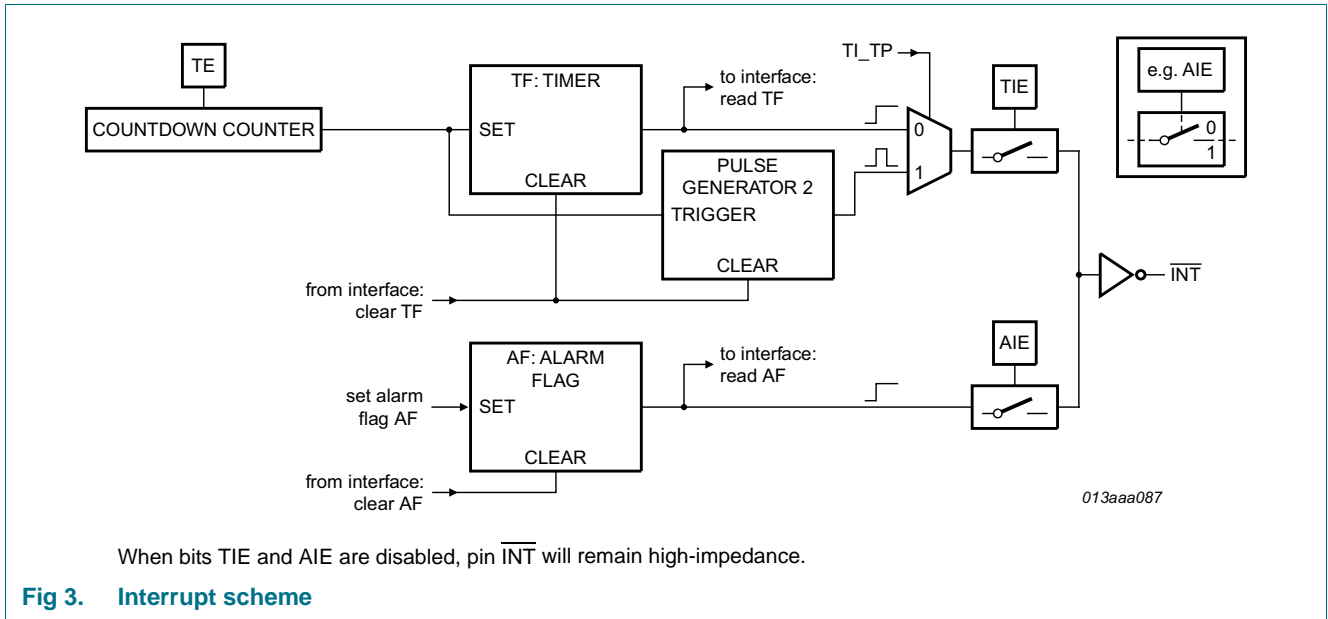 TE
COUNTDOWN COUNTER
TF: TIMER
SET
CLEAR
to interface:
read TF
PULSE
GENERATOR 2
TRIGGER
CLEAR
from interface:
clear TF
TI_TP
0
1
TIE
e.g. AIE
0
1
INT
AF: ALARM
FLAG
SET
CLEAR
set alarm
flag AF
from interface:
clear AF
to interface:
read AF
AIE
013aaa087
When bits TIE and AIE are disabled, pin INT will remain high-impedance.
Fig 3. Interrupt scheme